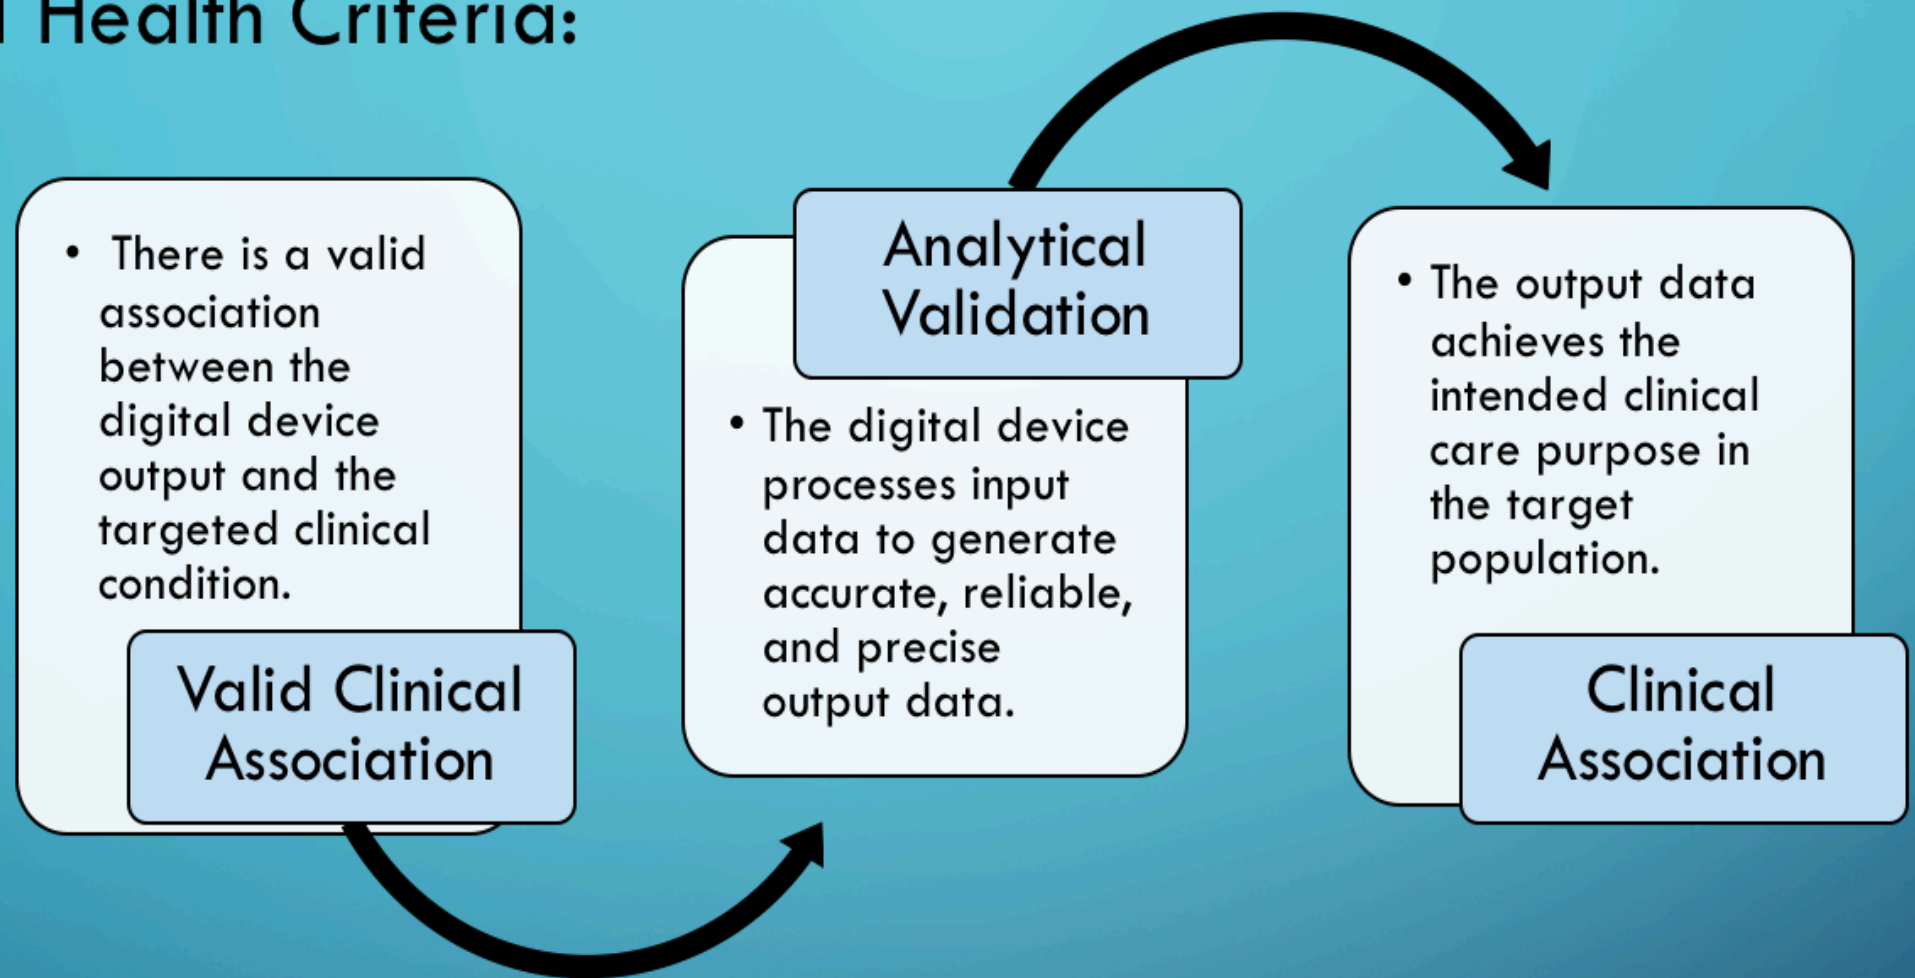 Health Criteria:
• There is a valid
association
between the
digital device
output and the
targeted clinical
condition.
Valid Clinical
Association
Analytical
Validation
• The digital device
processes input
data to generate
accurate, reliable,
and precise
output data.
• The output data
achieves the
intended clinical
care purpose in
the target
population.
Clinical
Association